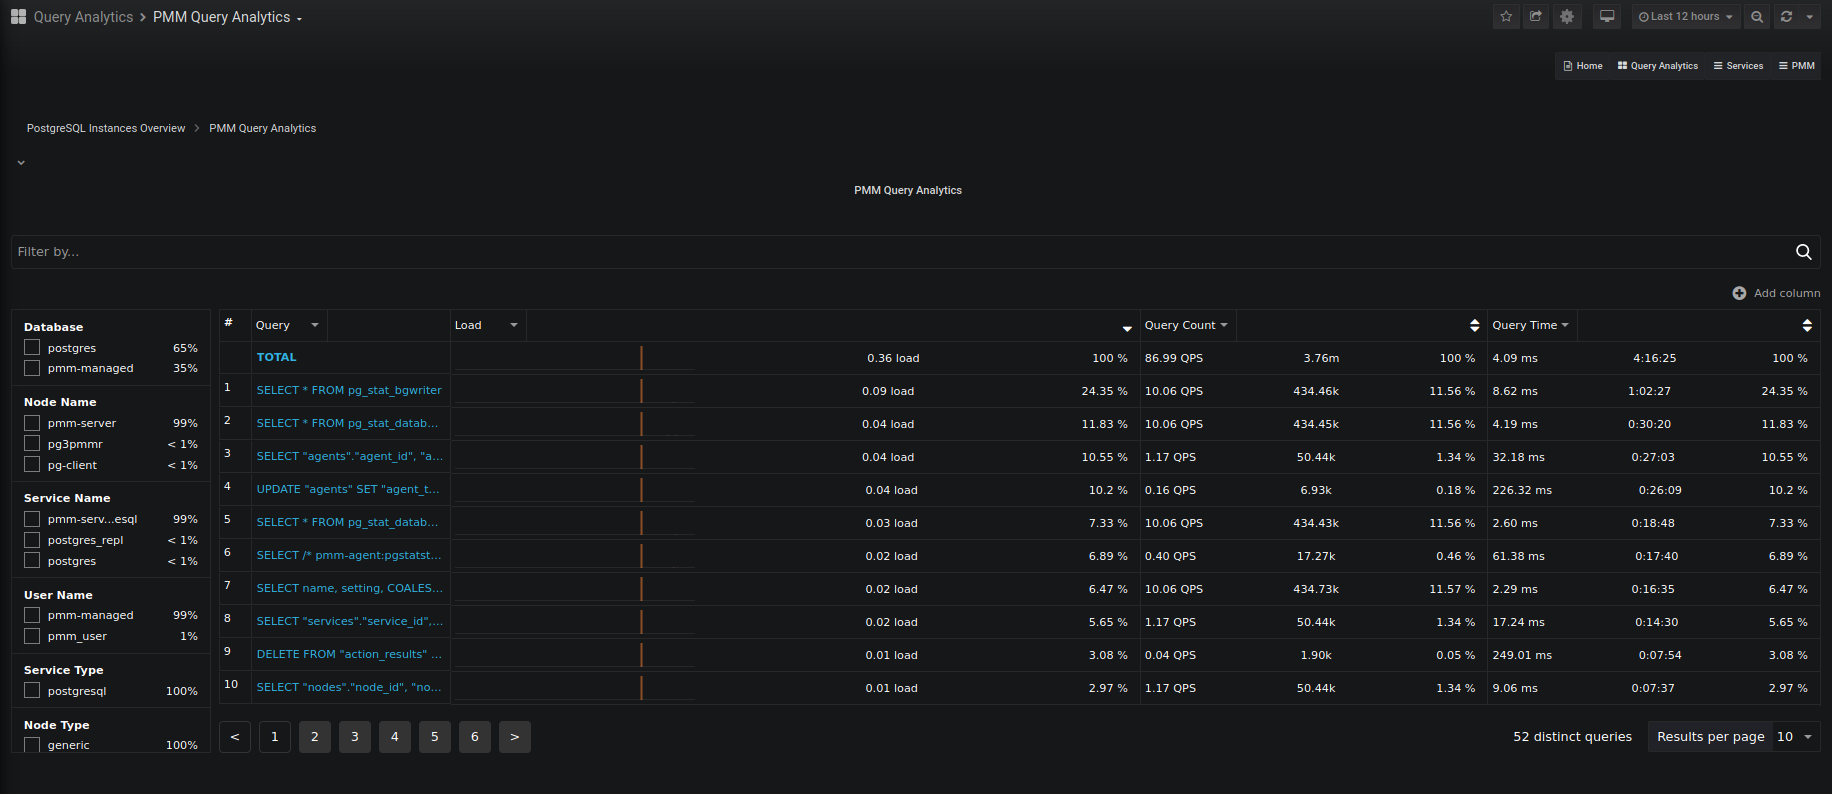 Query Analytics > PMM Query Analytics
Last 12 hours
Home Query Analytics Services PMM
PostgreSQL Instances Overview > PMM Query Analytics
PMM Query Analytics
Filter by...
Add column
Database
postgres 65%
pmm-managed 35%
Node Name
pmm-server 99%
pg3pmmr < 1%
pg-client < 1%
Service Name
pmm-serv...esql 99%
postgres_repl < 1%
postgres < 1%
User Name
pmm-managed 99%
pmm_user 1%
Service Type
postgresql 100%
Node Type
generic 100%
# Query Load Query Count Query Time
TOTAL 0.36 load 100 % 86.99 QPS 3.76m 100 % 4.09 ms 4:16:25 100 %
1 SELECT * FROM pg_stat_bgwriter 0.09 load 24.35 % 10.06 QPS 434.46k 11.56 % 8.62 ms 1:02:27 24.35 %
2 SELECT * FROM pg_stat_datab... 0.04 load 11.83 % 10.06 QPS 434.45k 11.56 % 4.19 ms 0:30:20 11.83 %
3 SELECT "agents"."agent_id", "a... 0.04 load 10.55 % 1.17 QPS 50.44k 1.34 % 32.18 ms 0:27:03 10.55 %
4 UPDATE "agents" SET "agent_t... 0.04 load 10.2 % 0.16 QPS 6.93k 0.18 % 226.32 ms 0:26:09 10.2 %
5 SELECT * FROM pg_stat_datab... 0.03 load 7.33 % 10.06 QPS 434.43k 11.56 % 2.60 ms 0:18:48 7.33 %
6 SELECT /* pmm-agent:pgstatst... 0.02 load 6.89 % 0.40 QPS 17.27k 0.46 % 61.38 ms 0:17:40 6.89 %
7 SELECT name, setting, COALES... 0.02 load 6.47 % 10.06 QPS 434.73k 11.57 % 2.29 ms 0:16:35 6.47 %
8 SELECT "services"."service_id",... 0.02 load 5.65 % 1.17 QPS 50.44k 1.34 % 17.24 ms 0:14:30 5.65 %
9 DELETE FROM "action_results" ... 0.01 load 3.08 % 0.04 QPS 1.90k 0.05 % 249.01 ms 0:07:54 3.08 %
10 SELECT "nodes"."node_id", "no... 0.01 load 2.97 % 1.17 QPS 50.44k 1.34 % 9.06 ms 0:07:37 2.97 %
< 1 2 3 4 5 6 > 52 distinct queries Results per page 10